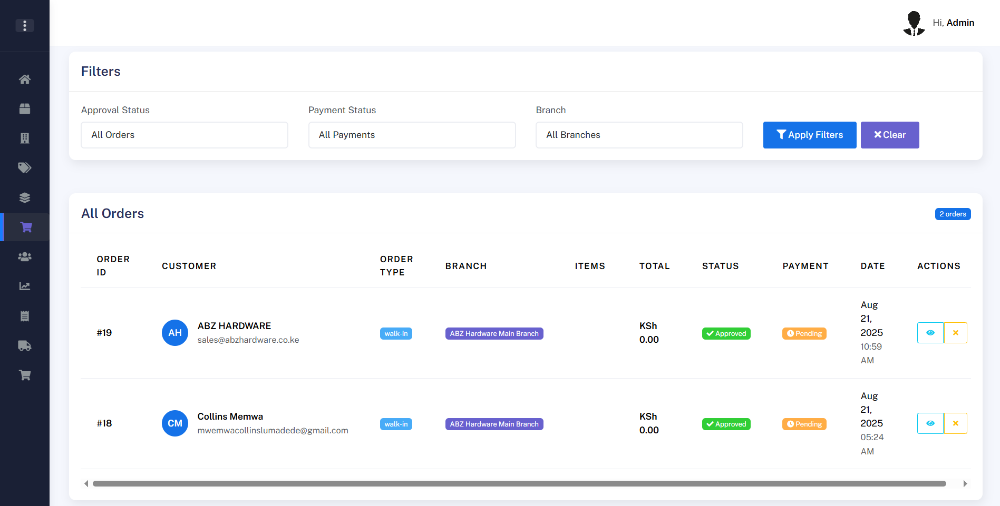 Hi, Admin
Filters
Approval Status
Payment Status
Branch
All Orders
All Payments
All Branches
Apply Filters
Clear
All Orders
2 orders
ORDER
ID
CUSTOMER
ORDER
TYPE
BRANCH
ITEMS
TOTAL
STATUS
PAYMENT
DATE
ACTIONS
#19
AH
ABZ HARDWARE
sales@abzhardware.co.ke
walk-in
ABZ Hardware Main Branch
KSh
0.00
Approved
Pending
Aug
21,
2025
10:59
AM
#18
CM
Collins Memwa
mwemwacollinslumadede@gmail.com
walk-in
ABZ Hardware Main Branch
KSh
0.00
Approved
Pending
Aug
21,
2025
05:24
AM